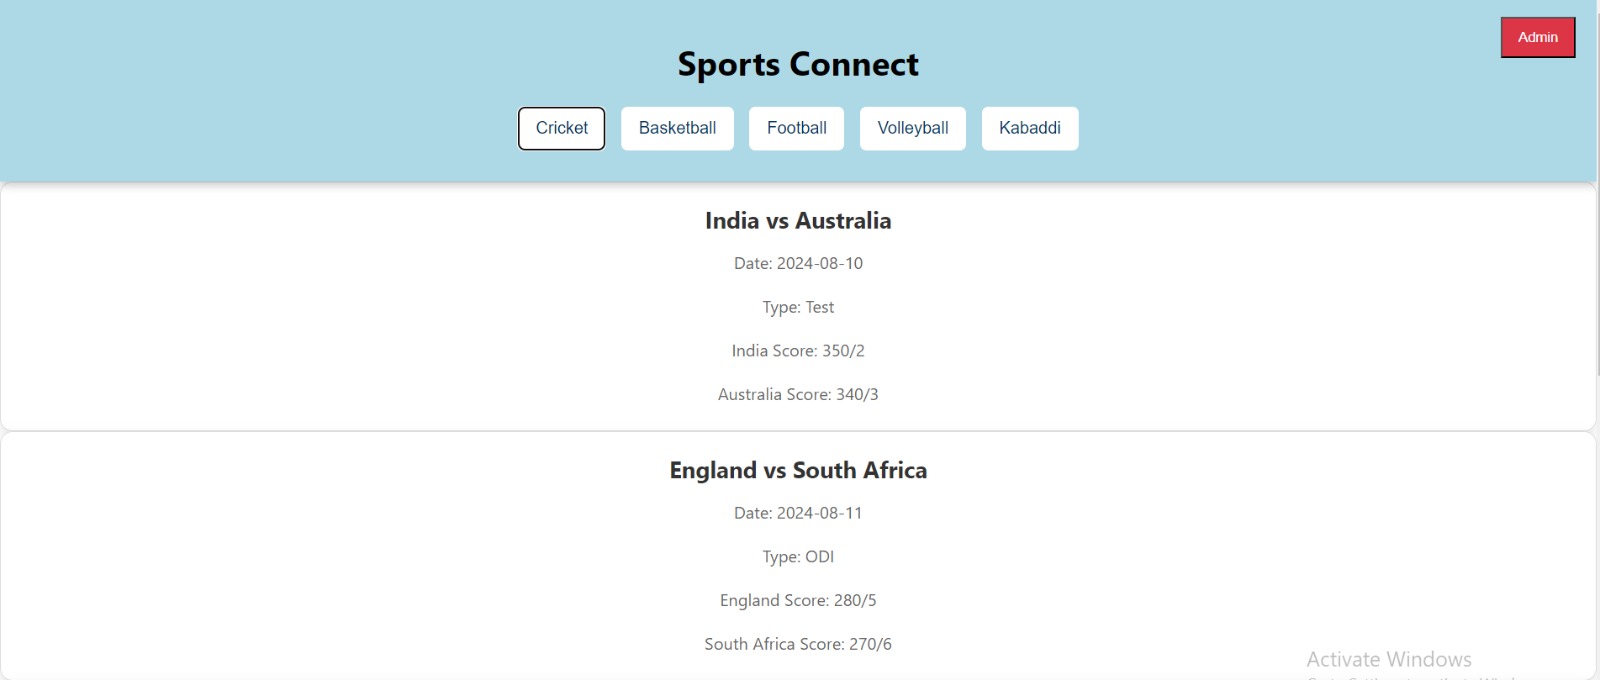 Admin
Sports Connect
Cricket Basketball Football Volleyball Kabaddi
India vs Australia
Date: 2024-08-10
Type: Test
India Score: 350/2
Australia Score: 340/3
England vs South Africa
Date: 2024-08-11
Type: ODI
England Score: 280/5
South Africa Score: 270/6
Activate Windows